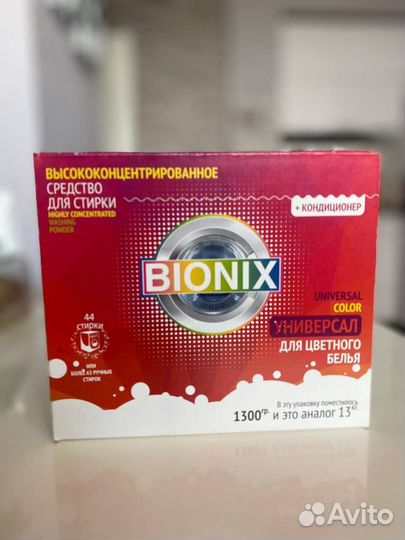 ВЫСОКОКОНЦЕНТРИРОВАННОЕ
СРЕДСТВО
ДЛЯ СТИРКИ
HIGHLY CONCENTRATED
WASHING
POWDER
+ КОНДИЦИОНЕР
BIONIX
UNIVERSAL
COLOR
УНИВЕРСАЛ
ДЛЯ ЦВЕТНОГО
БЕЛЬЯ
44
СТИРКИ
ИЛИ
БОЛЕЕ 65 РУЧНЫХ
СТИРОК
В эту упаковку поместилось
1300гр. и это аналог 13кг
Avito